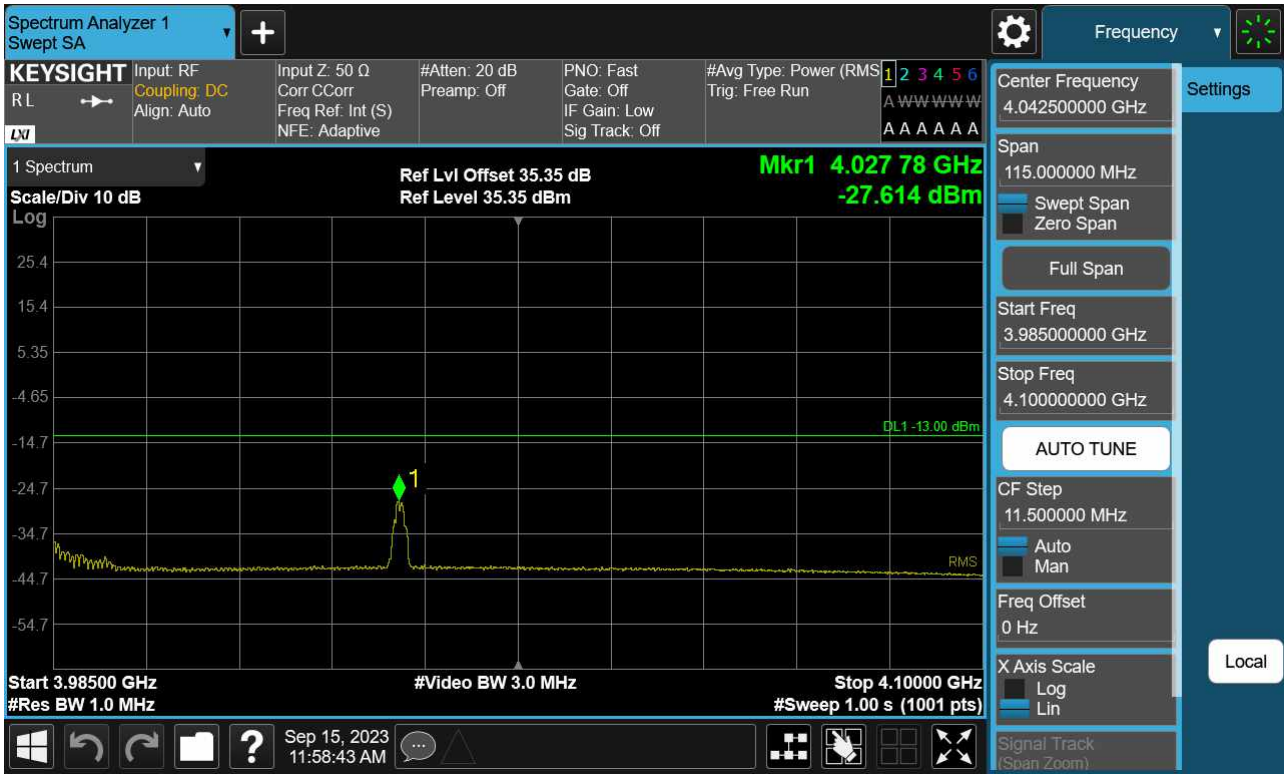 Spectrum Analyzer 1
Swept SA
+
Frequency
KEYSIGHT
R L
LXI
Input: RF
Coupling: DC
Align: Auto
Input Z: 50 Ω
Corr CCorr
Freq Ref: Int (S)
NFE: Adaptive
#Atten: 20 dB
Preamp: Off
PNO: Fast
Gate: Off
IF Gain: Low
Sig Track: Off
#Avg Type: Power (RMS
Trig: Free Run
1 2 3 4 5 6
A W W W W W
A A A A A A
1 Spectrum
Scale/Div 10 dB
Log
Ref Lvl Offset 35.35 dB
Ref Level 35.35 dBm
Mkr1 4.027 78 GHz
-27.614 dBm
25.4
15.4
5.35
-4.65
-14.7
-24.7
-34.7
-44.7
-54.7
DL1 -13.00 dBm
1
RMS
Start 3.98500 GHz
#Res BW 1.0 MHz
#Video BW 3.0 MHz
Stop 4.10000 GHz
#Sweep 1.00 s (1001 pts)
Center Frequency
4.042500000 GHz
Span
115.000000 MHz
Swept Span
Zero Span
Full Span
Start Freq
3.985000000 GHz
Stop Freq
4.100000000 GHz
AUTO TUNE
CF Step
11.500000 MHz
Auto
Man
Freq Offset
0 Hz
X Axis Scale
Log
Lin
Signal Track
(Span Zoom)
Settings
Local
?
Sep 15, 2023
11:58:43 AM